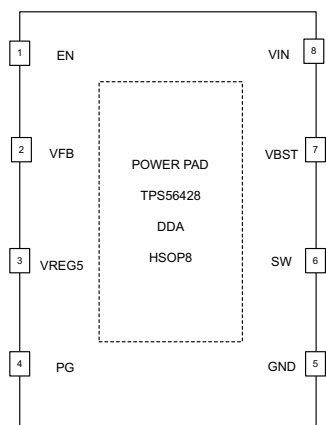 1 EN VIN 8
2 VFB VBST 7
POWER PAD
TPS56428
DDA
HSOP8
3 VREG5 SW 6
4 PG GND 5